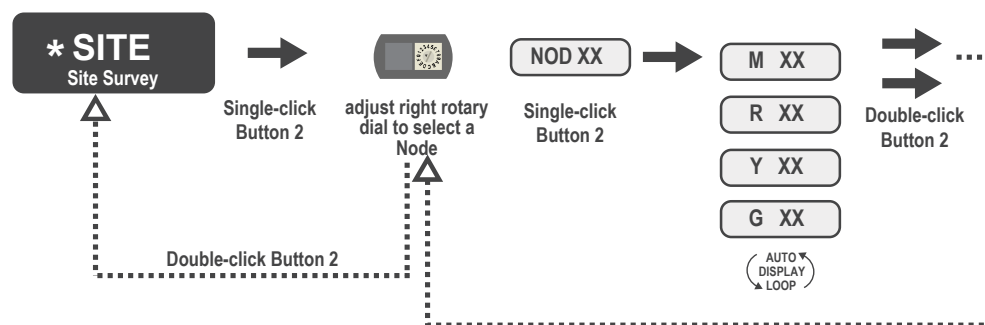 * SITE
Site Survey
Single-click
Button 2
adjust right rotary
dial to select a
Node
NOD XX
Single-click
Button 2
M XX
R XX
Y XX
G XX
AUTO
DISPLAY
LOOP
Double-click
Button 2
...
Double-click Button 2